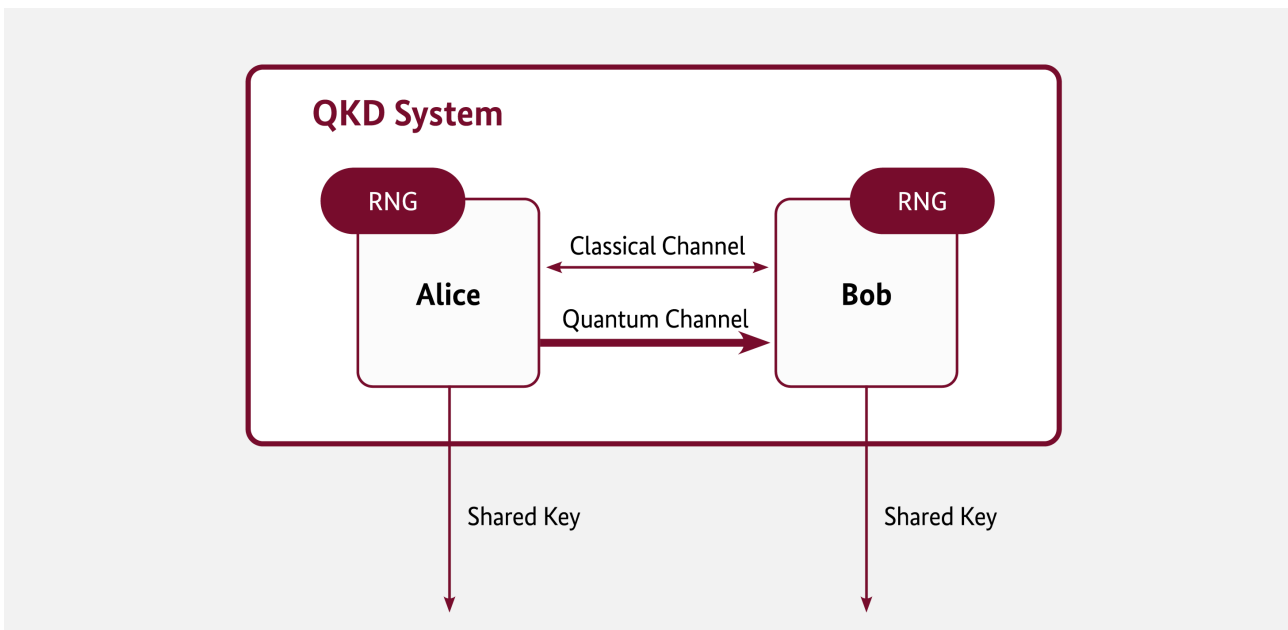 QKD System
RNG
RNG
Classical Channel
Alice
Bob
Quantum Channel
Shared Key
Shared Key